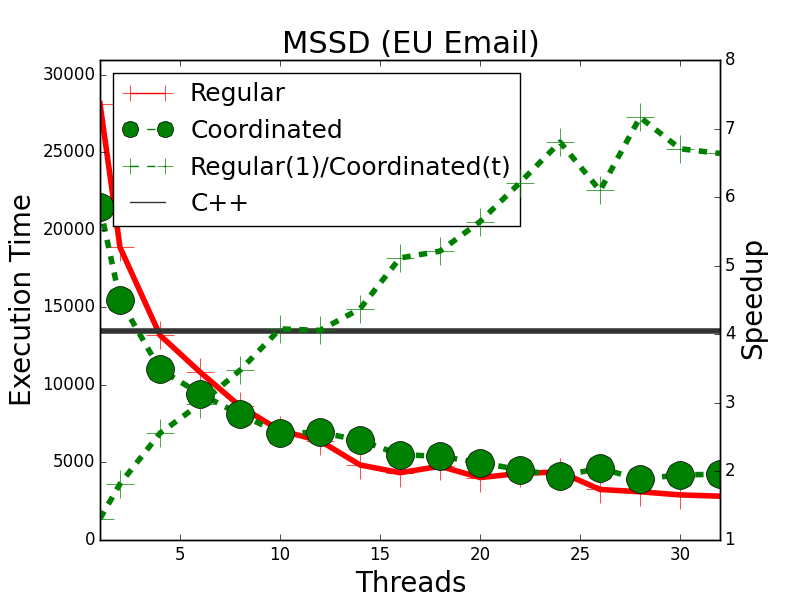 MSSD (EU Email)
30000
25000
20000
15000
10000
5000
0
Execution Time
Regular
Coordinated
Regular(1)/Coordinated(t)
C++
8
7
6
5
4
3
2
1
Speedup
5
10
15
20
25
30
Threads